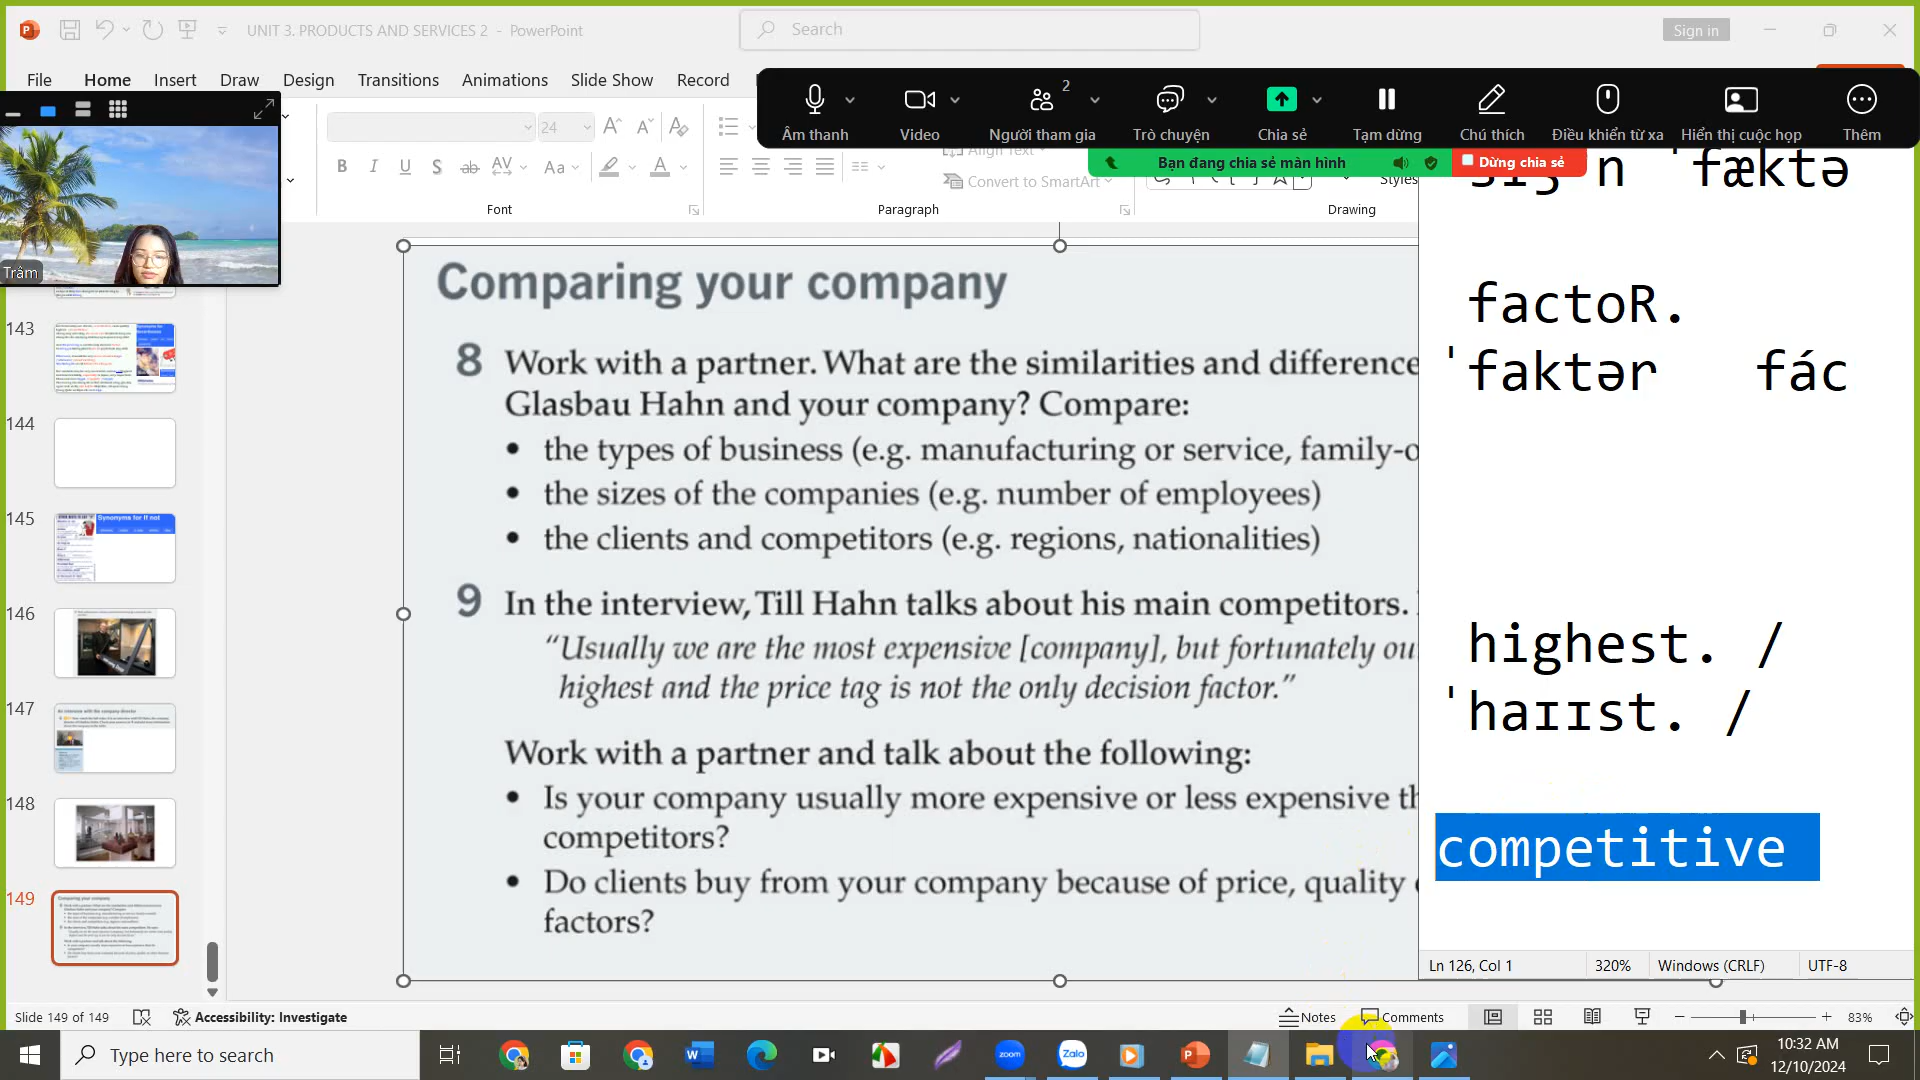 UNIT 3. PRODUCTS AND SERVICES 2 - PowerPoint
Search
Sign in
File Home Insert Draw Design Transitions Animations Slide Show Record
Âm thanh
Video
2
Người tham gia
Trò chuyện
Chia sẻ
Tạm dừng
Chú thích
Điều khiển từ xa
Hiển thị cuộc họp
Thêm
Bạn đang chia sẻ màn hình
Dừng chia sẻ
24
Align Text
Convert to SmartArt
Styles
Font
Paragraph
Drawing
Trâm
143
144
145
Synonyms for If not
146
147
148
149
Comparing your company
8 Work with a partner. What are the similarities and difference
Glasbau Hahn and your company? Compare:
• the types of business (e.g. manufacturing or service, family-o
• the sizes of the companies (e.g. number of employees)
• the clients and competitors (e.g. regions, nationalities)
9 In the interview, Till Hahn talks about his main competitors.
"Usually we are the most expensive [company], but fortunately ou
highest and the price tag is not the only decision factor."
Work with a partner and talk about the following:
• Is your company usually more expensive or less expensive th
competitors?
• Do clients buy from your company because of price, quality
factors?
ˈfæktə
factoR.
ˈfaktər fác
highest. /
ˈhaɪɪst. /
competitive
Ln 126, Col 1
320%
Windows (CRLF)
UTF-8
Slide 149 of 149
Accessibility: Investigate
Notes
Comments
83%
Type here to search
zoom
Zalo
10:32 AM
12/10/2024